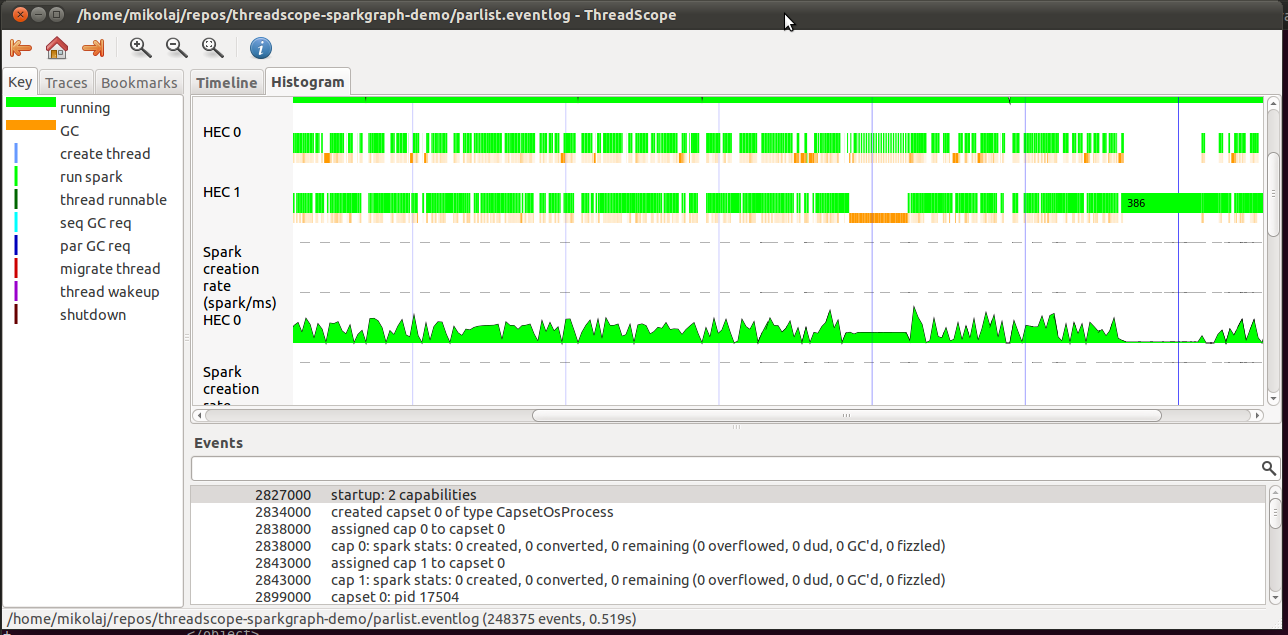 /home/mikolaj/repos/threadscope-sparkgraph-demo/parlist.eventlog - ThreadScope
Key Traces Bookmarks
running
GC
create thread
run spark
thread runnable
seq GC req
par GC req
migrate thread
thread wakeup
shutdown
Timeline Histogram
HEC 0
HEC 1
386
Spark
creation
rate
(spark/ms)
HEC 0
Spark
creation
rate
Events
2827000 startup: 2 capabilities
2834000 created capset 0 of type CapsetOsProcess
2838000 assigned cap 0 to capset 0
2838000 cap 0: spark stats: 0 created, 0 converted, 0 remaining (0 overflowed, 0 dud, 0 GC'd, 0 fizzled)
2843000 assigned cap 1 to capset 0
2843000 cap 1: spark stats: 0 created, 0 converted, 0 remaining (0 overflowed, 0 dud, 0 GC'd, 0 fizzled)
2899000 capset 0: pid 17504
/home/mikolaj/repos/threadscope-sparkgraph-demo/parlist.eventlog (248375 events, 0.519s)